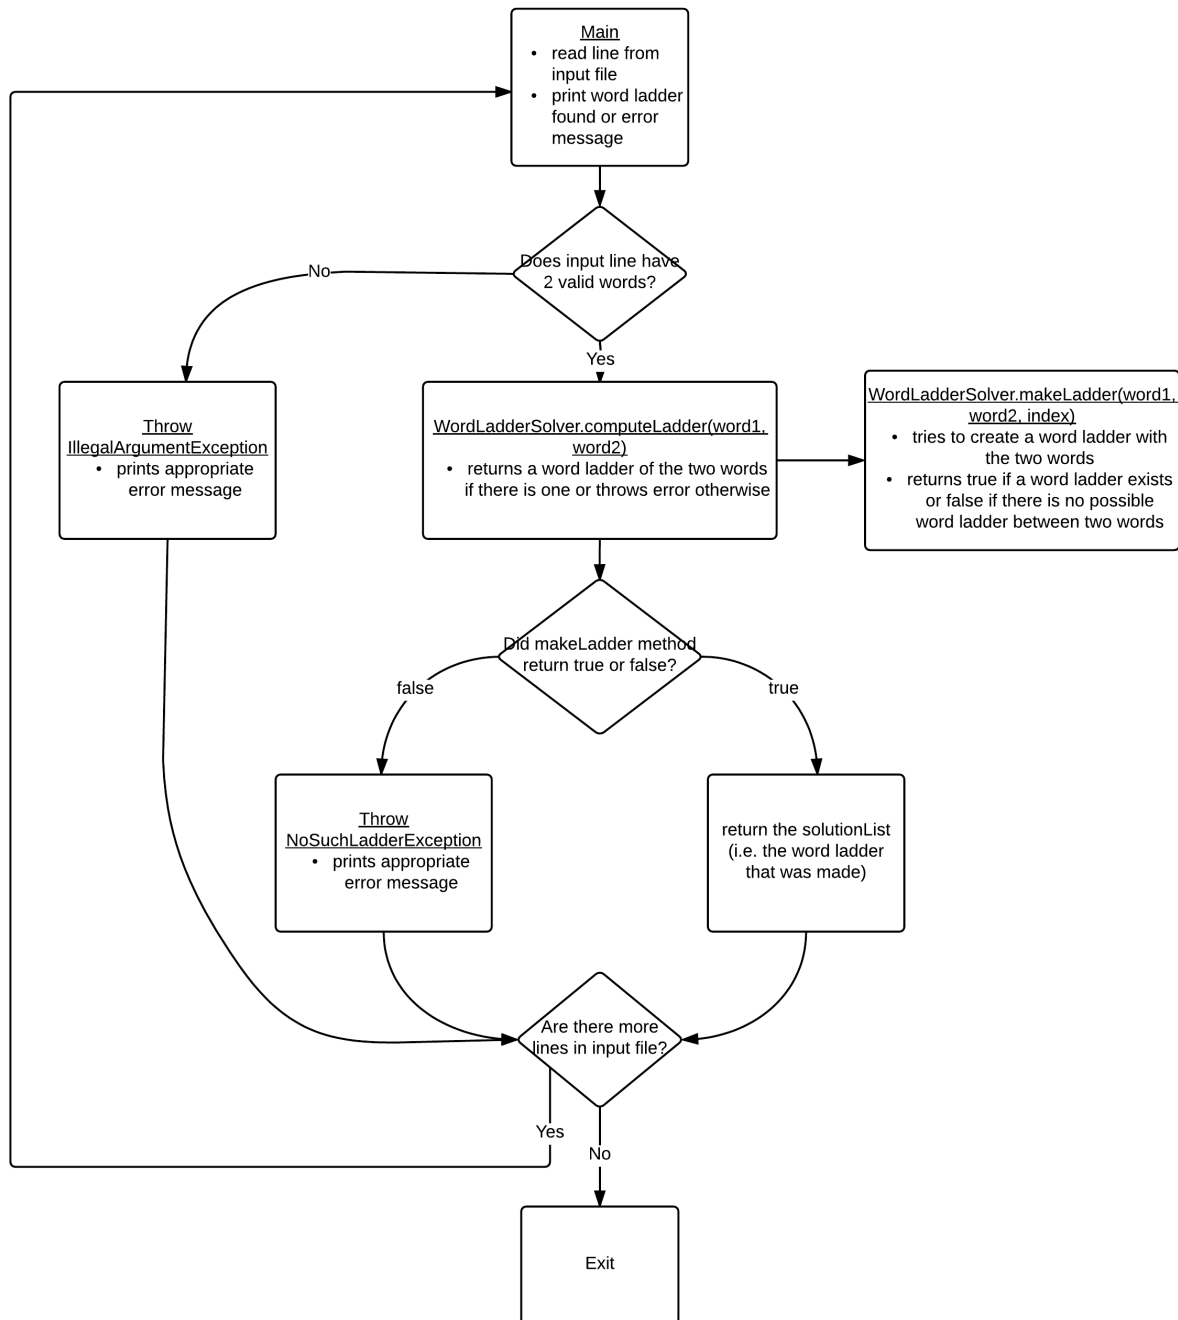 Main
• read line from
input file
• print word ladder
found or error
message
Does input line have
2 valid words?
No
Yes
Throw
IllegalArgumentException
• prints appropriate
error message
WordLadderSolver.computeLadder(word1,
word2)
• returns a word ladder of the two words
if there is one or throws error otherwise
WordLadderSolver.makeLadder(word1,
word2, index)
• tries to create a word ladder with
the two words
• returns true if a word ladder exists
or false if there is no possible
word ladder between two words
Did makeLadder method
return true or false?
false
true
Throw
NoSuchLadderException
• prints appropriate
error message
return the solutionList
(i.e. the word ladder
that was made)
Are there more
lines in input file?
Yes
No
Exit